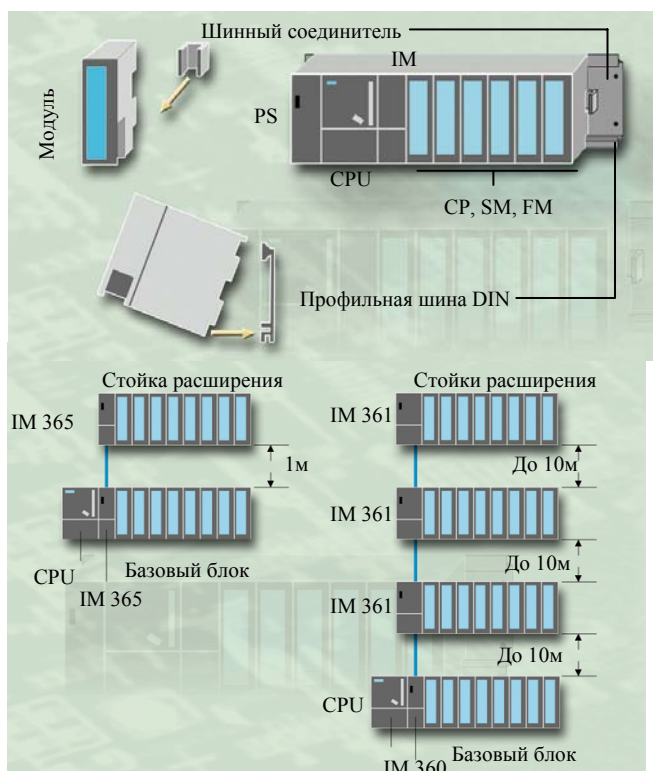 Шинный соединитель
IM
Модуль
PS
CPU
CP, SM, FM
Профильная шина DIN
Стойка расширения
IM 365
1м
CPU
Базовый блок
IM 365
Стойки расширения
IM 361
До 10м
IM 361
До 10м
IM 361
До 10м
CPU
Базовый блок
IM 360